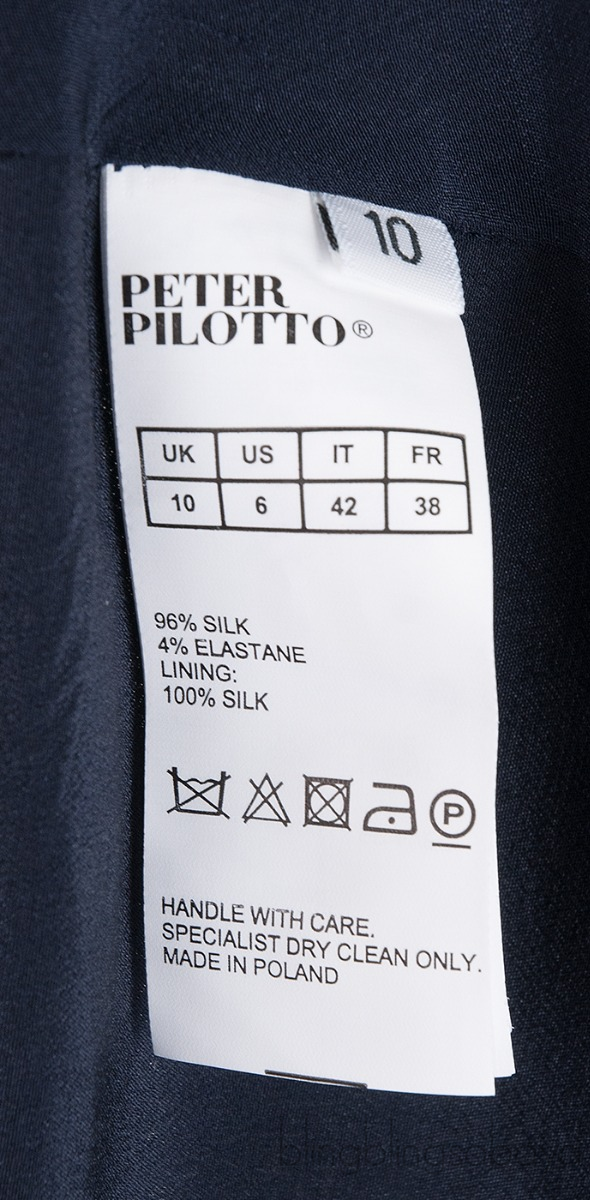 10
PETER
PILOTTO®
UK US IT FR
10 6 42 38
96% SILK
4% ELASTANE
LINING:
100% SILK
P
HANDLE WITH CARE.
SPECIALIST DRY CLEAN ONLY.
MADE IN POLAND